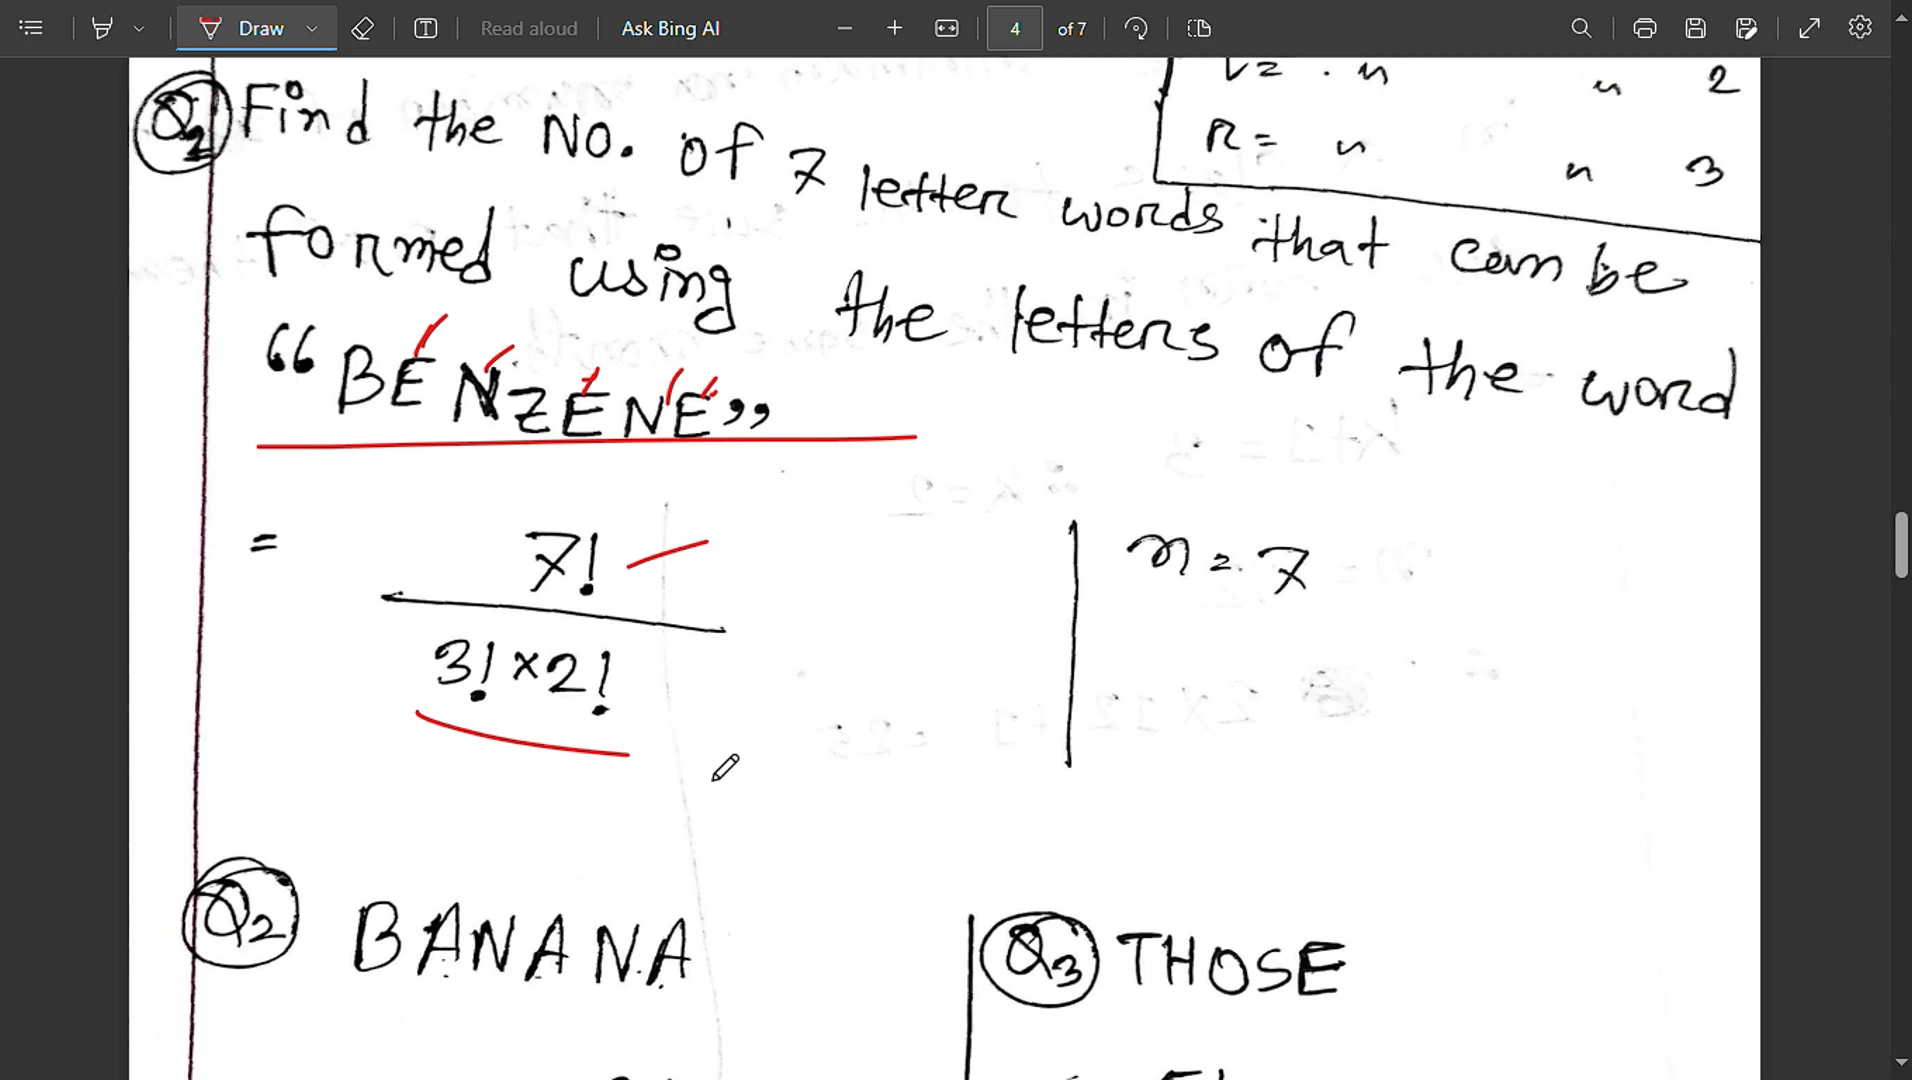 Draw
Read aloud
Ask Bing AI
4 of 7
Q1 Find the NO. of 7 letter words that can be
formed using the letters of the word
"BENZENE"
2
R = 3
= 7!
3! × 2!
n = 7
Q2 BANANA
Q3 THOSE